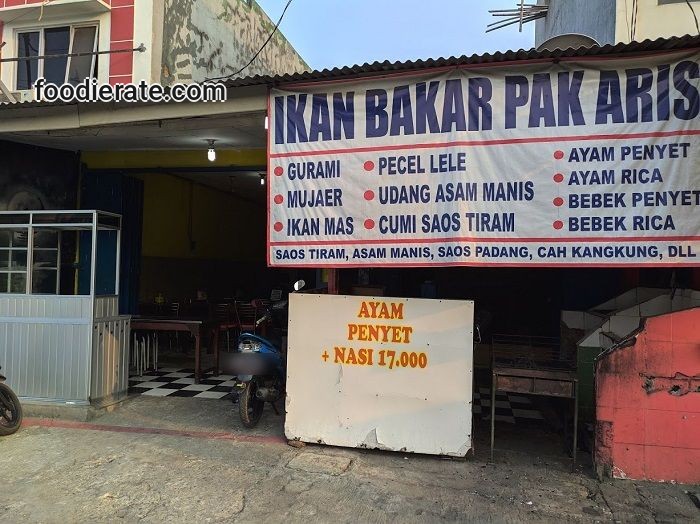 foodierate.com
IKAN BAKAR PAK ARIS
GURAMI
MUJAER
IKAN MAS
PECEL LELE
UDANG ASAM MANIS
CUMI SAOS TIRAM
AYAM PENYET
AYAM RICA
BEBEK PENYET
BEBEK RICA
SAOS TIRAM, ASAM MANIS, SAOS PADANG, CAH KANGKUNG, DLL
AYAM
PENYET
+ NASI 17.000